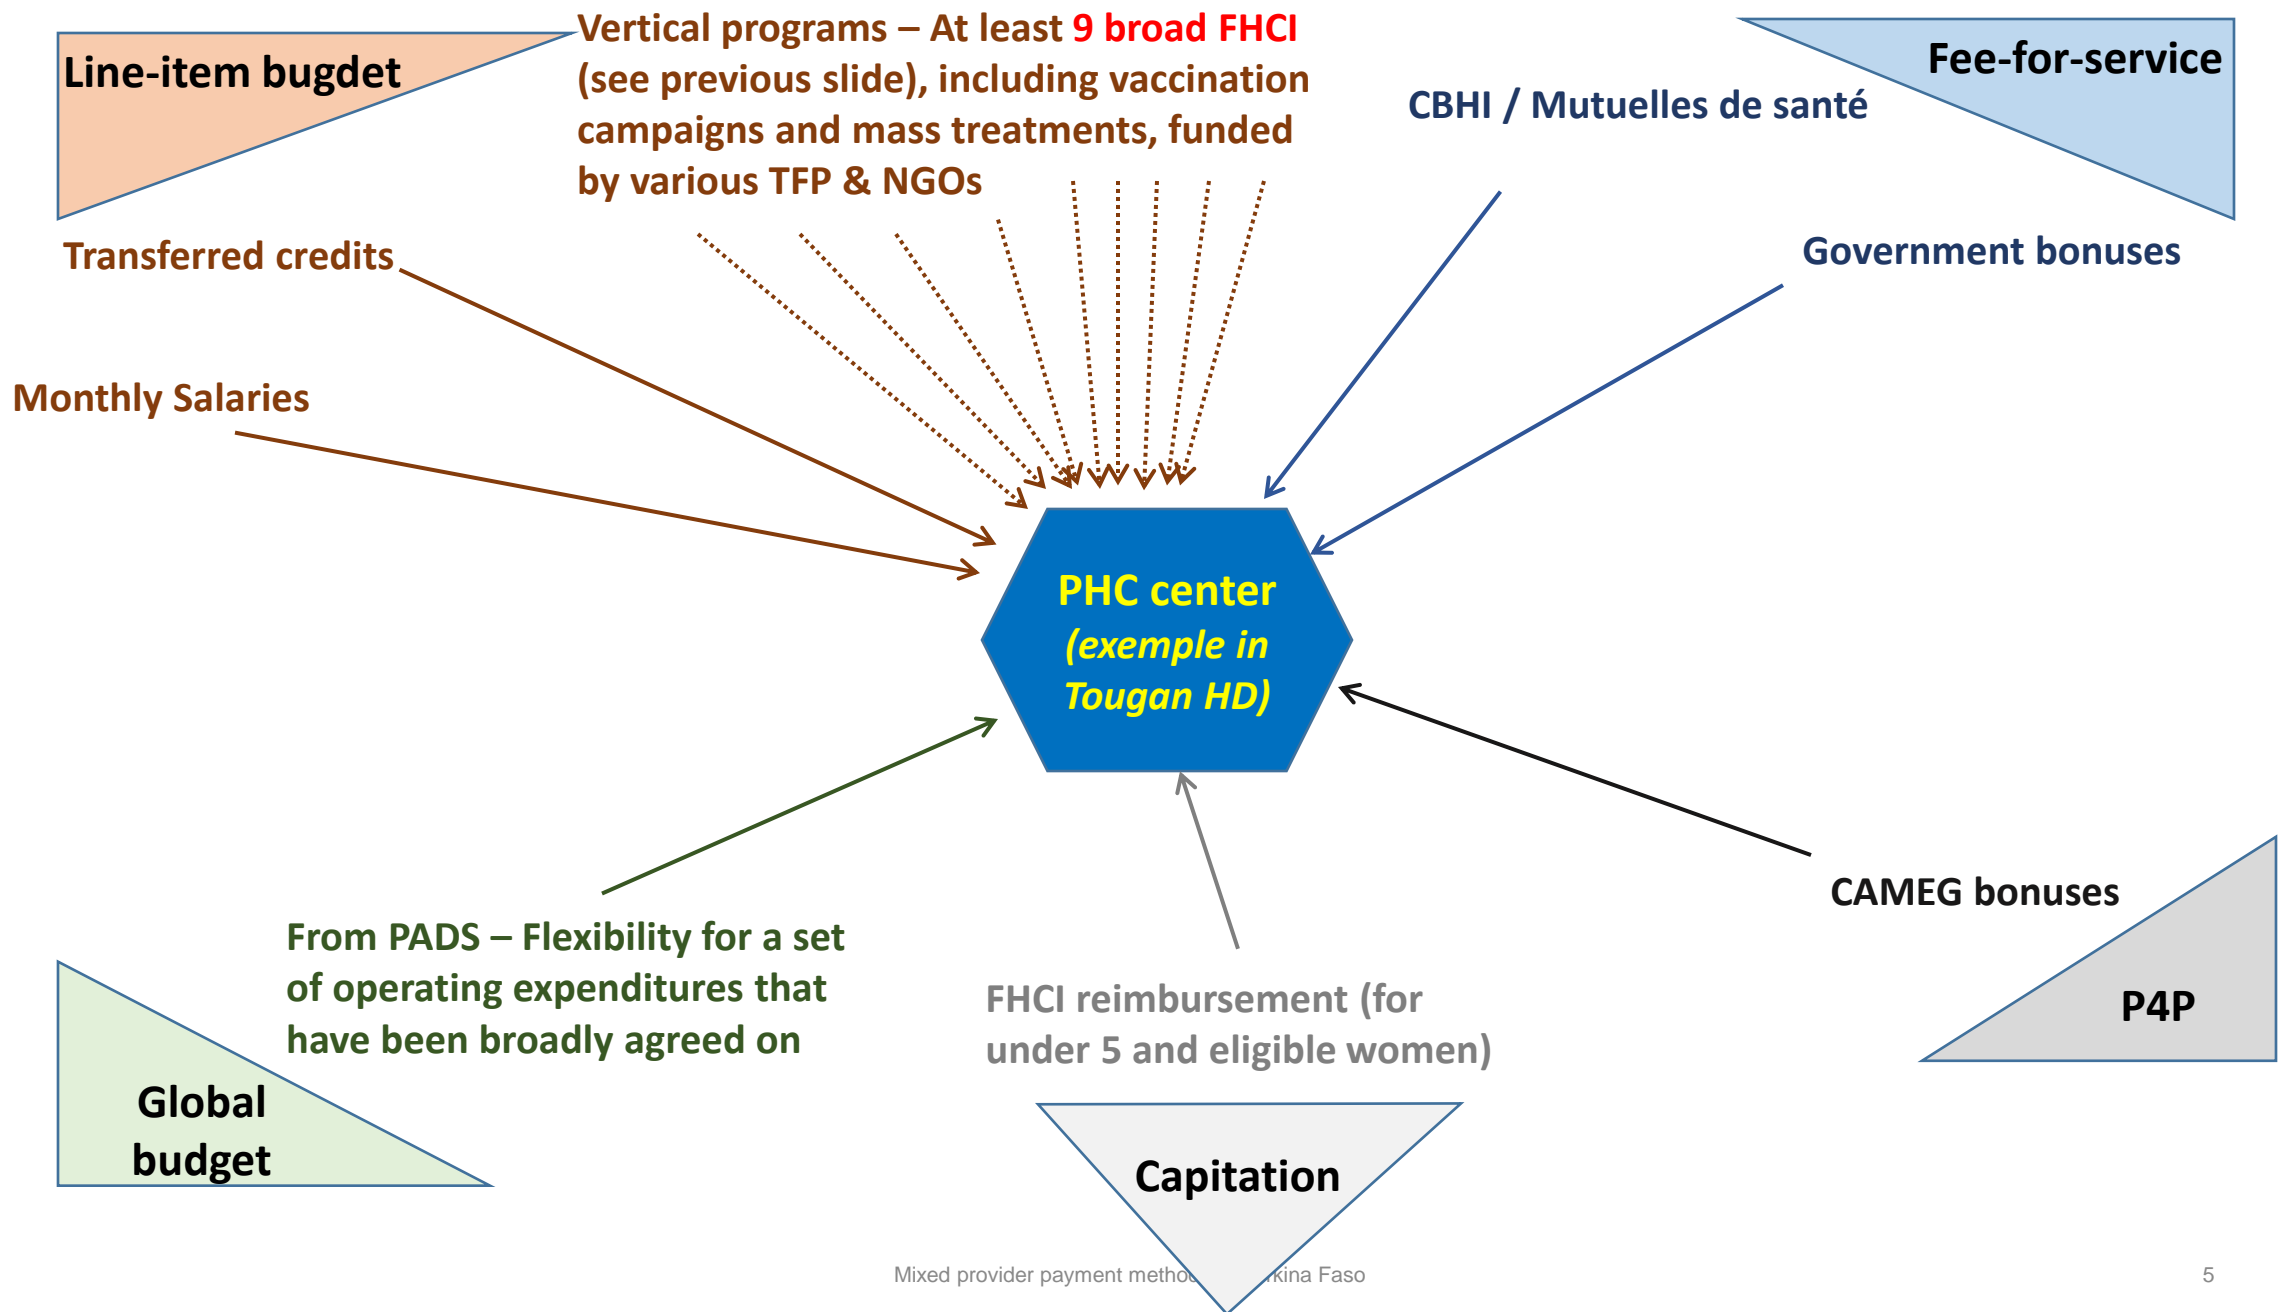 Line-item bugdet
Vertical programs – At least 9 broad FHCI
(see previous slide), including vaccination
campaigns and mass treatments, funded
by various TFP & NGOs
Fee-for-service
CBHI / Mutuelles de santé
Transferred credits
Government bonuses
Monthly Salaries
PHC center
(exemple in
Tougan HD)
CAMEG bonuses
From PADS – Flexibility for a set
of operating expenditures that
have been broadly agreed on
FHCI reimbursement (for
under 5 and eligible women)
P4P
Global
budget
Capitation
Mixed provider payment Faso
5